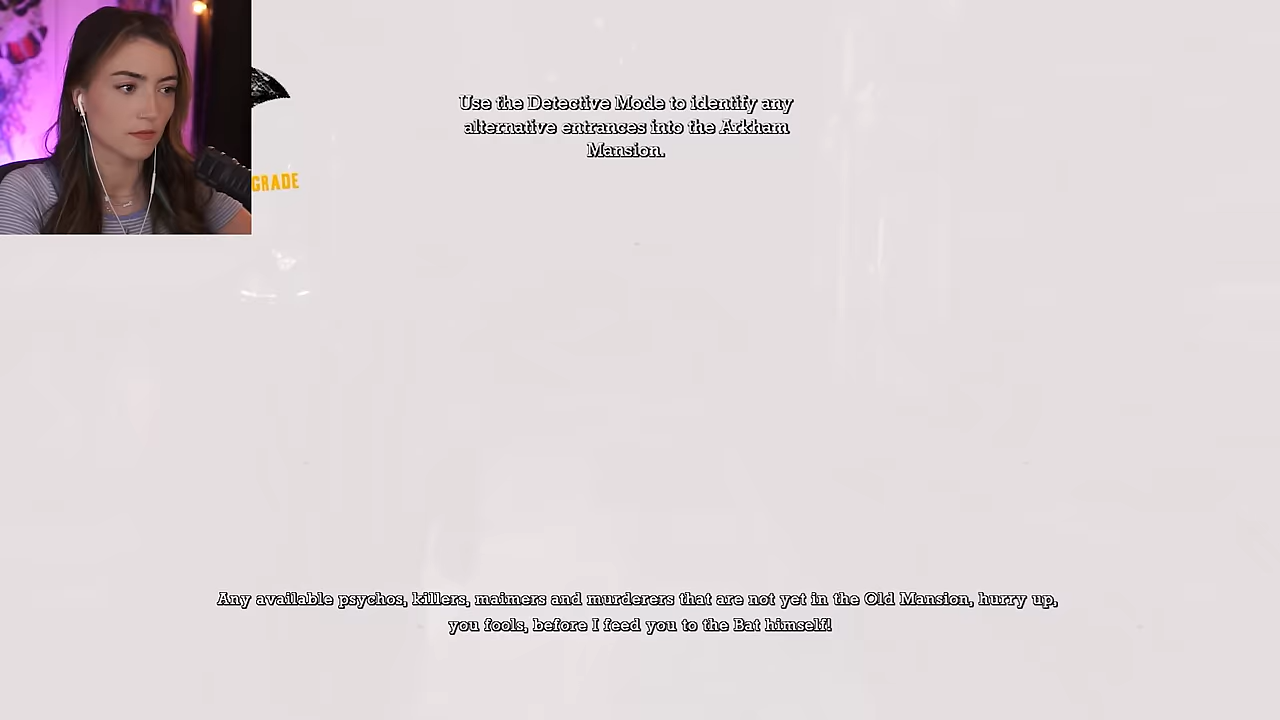 Use the Detective Mode to identify any
alternative entrances into the Arkham
Mansion.
GRADE
Any available psychos, killers, maimers and murderers that are not yet in the Old Mansion, hurry up,
you fools, before I feed you to the Bat himself!